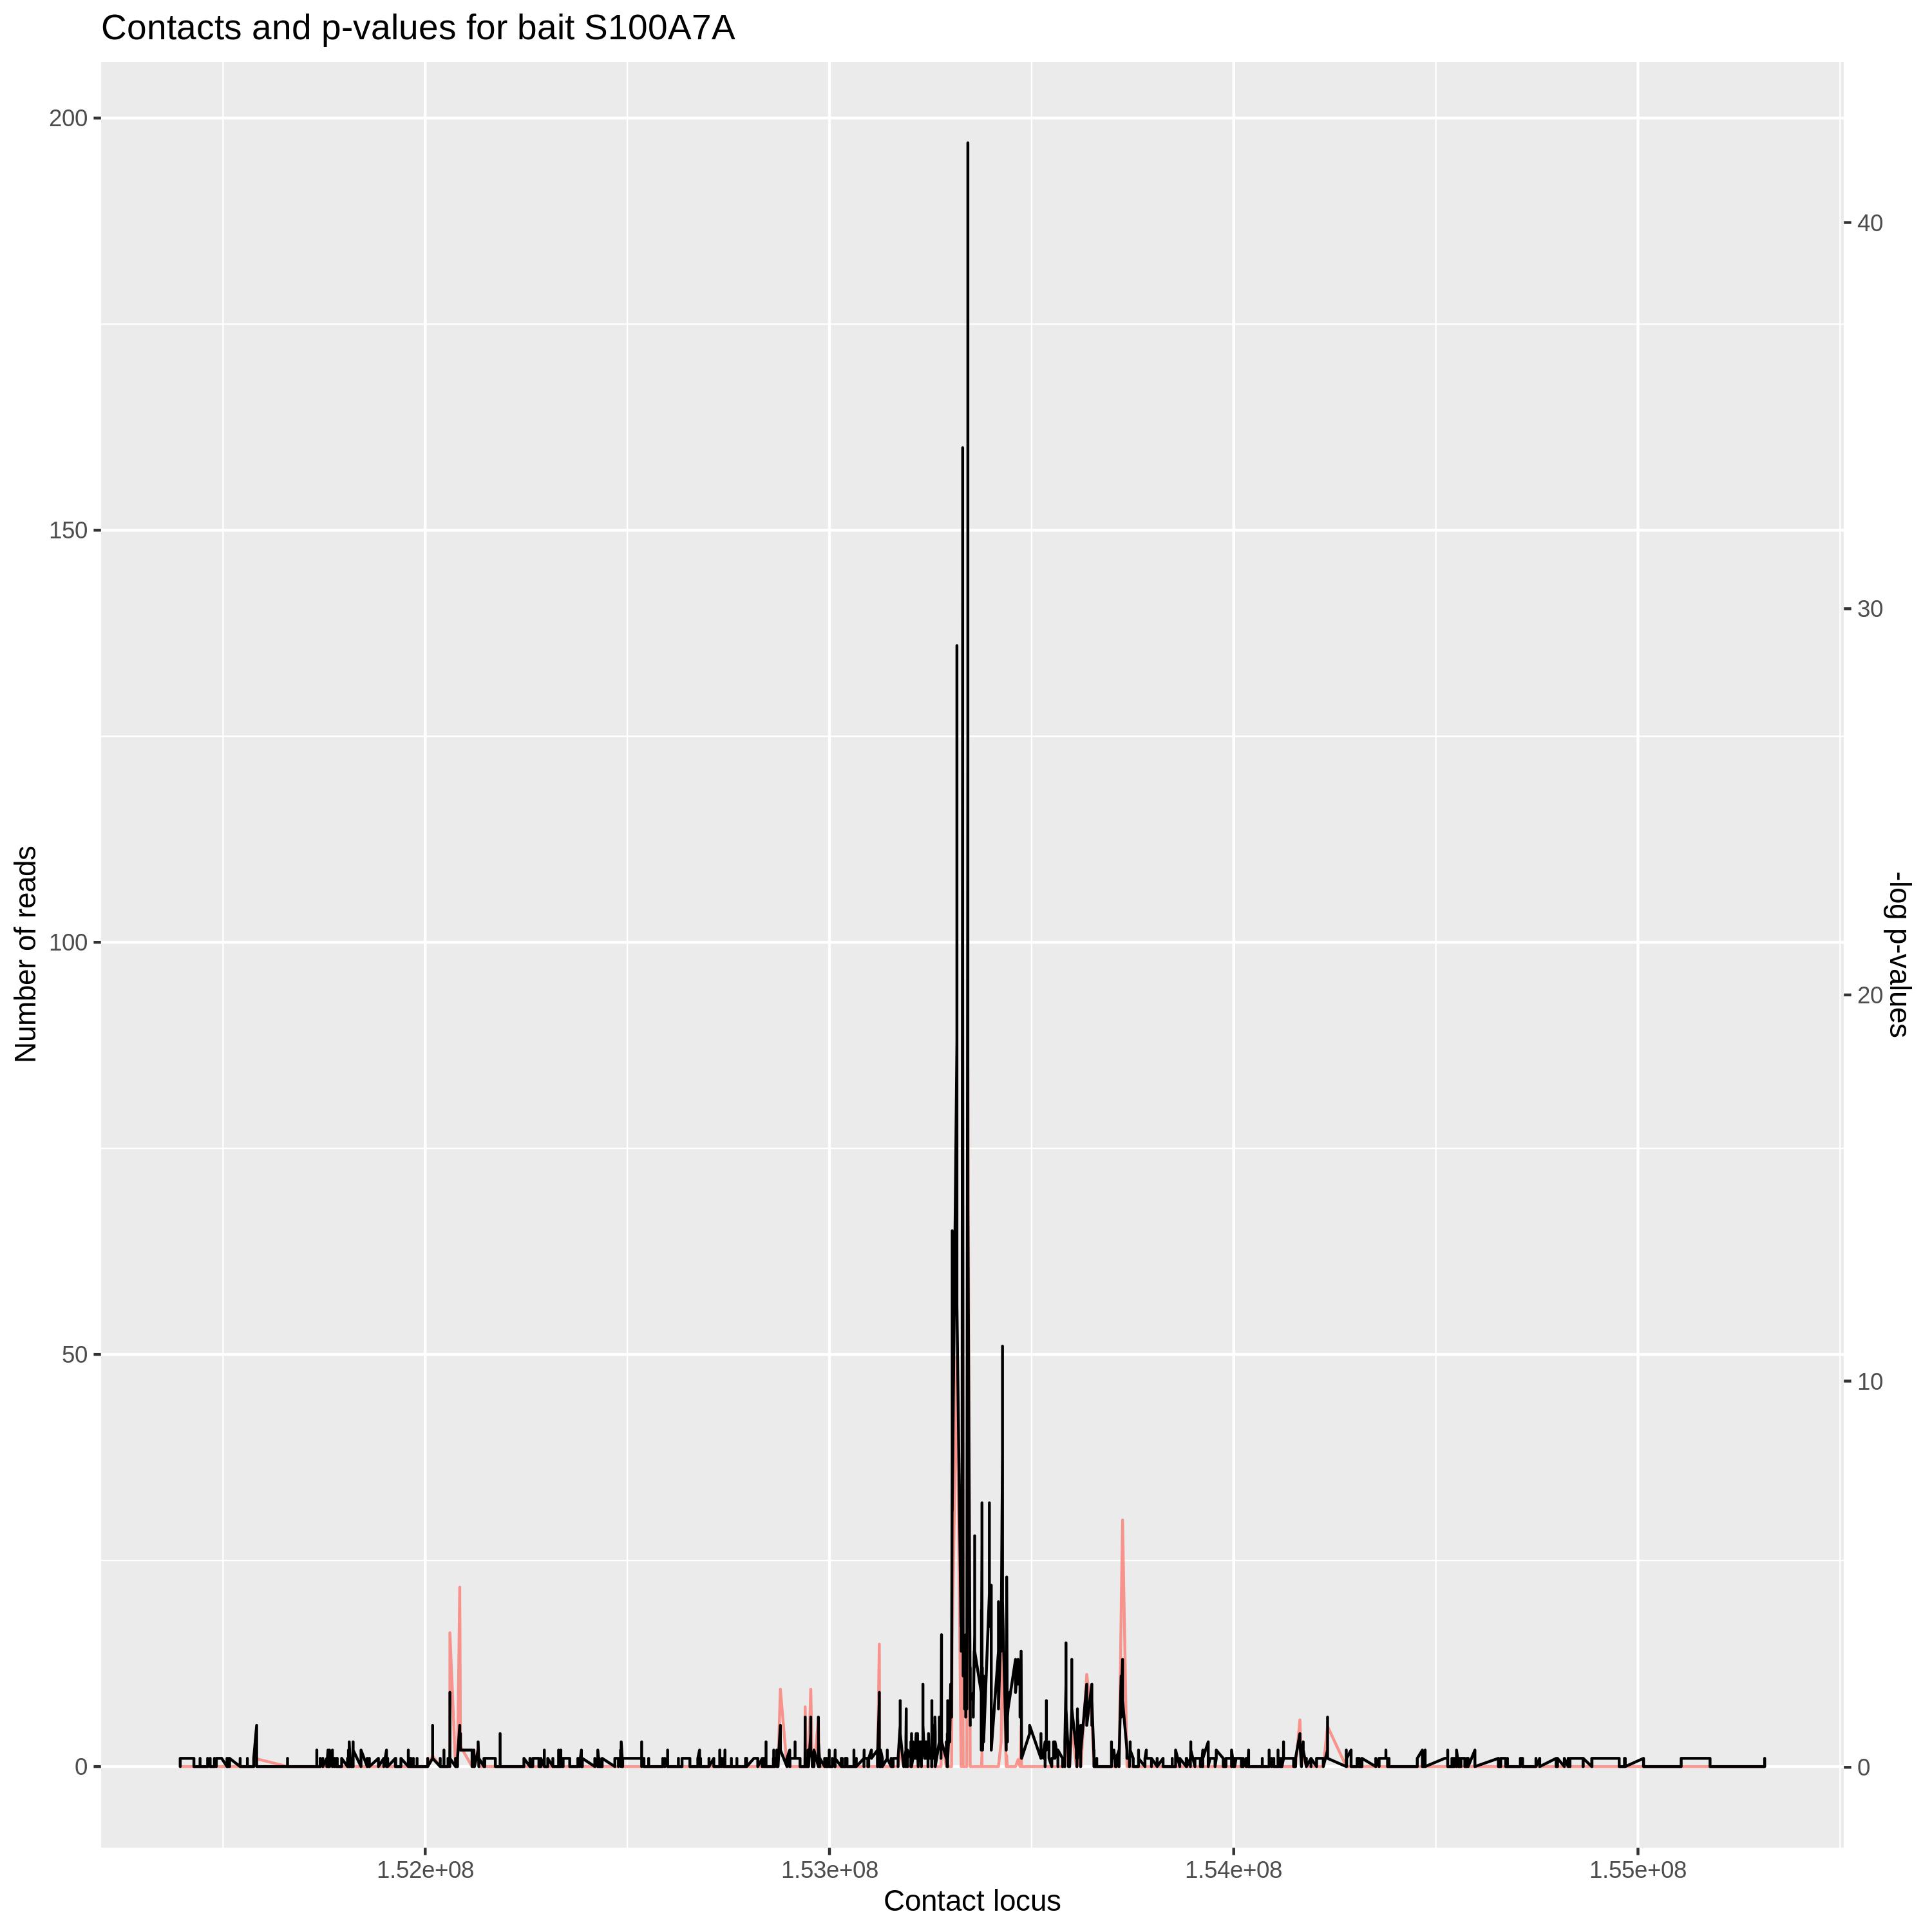 Contacts and p-values for bait S100A7A
200
150
100
50
0
40
30
20
10
0
Number of reads
-log p-values
1.52e+08
1.53e+08
1.54e+08
1.55e+08
Contact locus